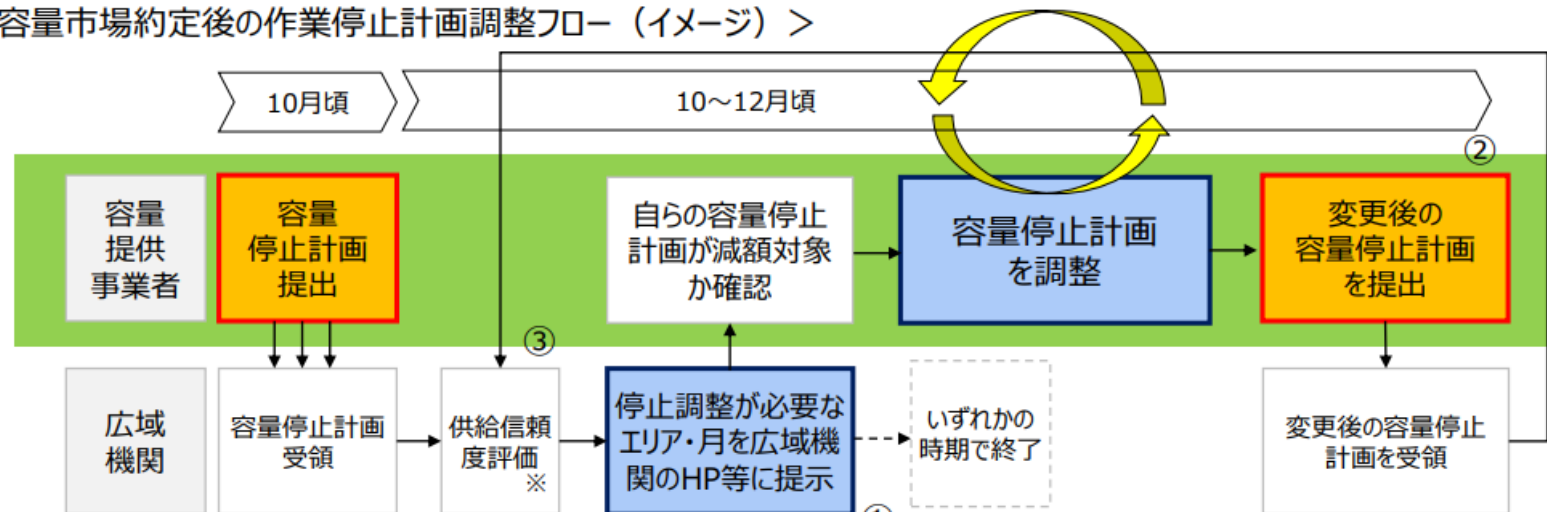 容量市場約定後の作業停止計画調整フロー（イメージ）＞
10月頃
10～12月頃
②
容量
提供
事業者
容量
停止計画
提出
自らの容量停止
計画が減額対象
か確認
容量停止計画
を調整
変更後の
容量停止計画
を提出
③
広域
機関
容量停止計画
受領
供給信頼
度評価
※
停止調整が必要な
エリア・月を広域機
関のHP等に提示
いずれかの
時期で終了
変更後の容量停止
計画を受領